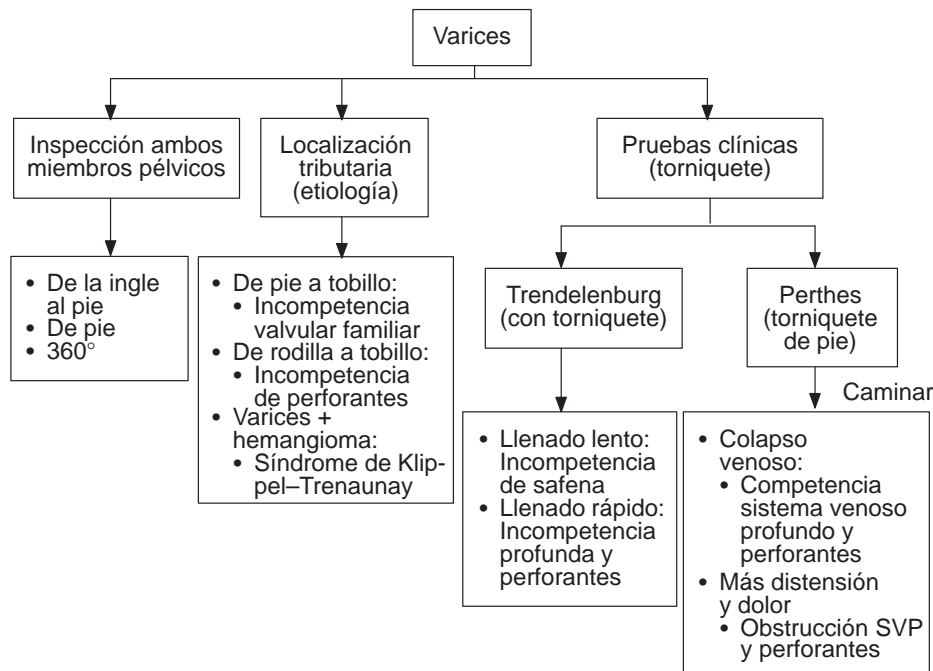 Varices
Inspección ambos
miembros pélvicos
Localización
tributaria
(etiología)
Pruebas clínicas
(torniquete)
• De la ingle
al pie
• De pie
• 360°
• De pie a tobillo:
• Incompetencia
valvular familiar
• De rodilla a tobillo:
• Incompetencia
de perforantes
• Varices +
hemangioma:
• Síndrome de Klip-
pel–Trenaunay
Trendelenburg
(con torniquete)
Perthes
(torniquete
de pie)
Caminar
• Llenado lento:
Incompetencia
de safena
• Llenado rápido:
Incompetencia
profunda y
perforantes
• Colapso
venoso:
• Competencia
sistema venoso
profundo y
perforantes
• Más distensión
y dolor
• Obstrucción SVP
y perforantes